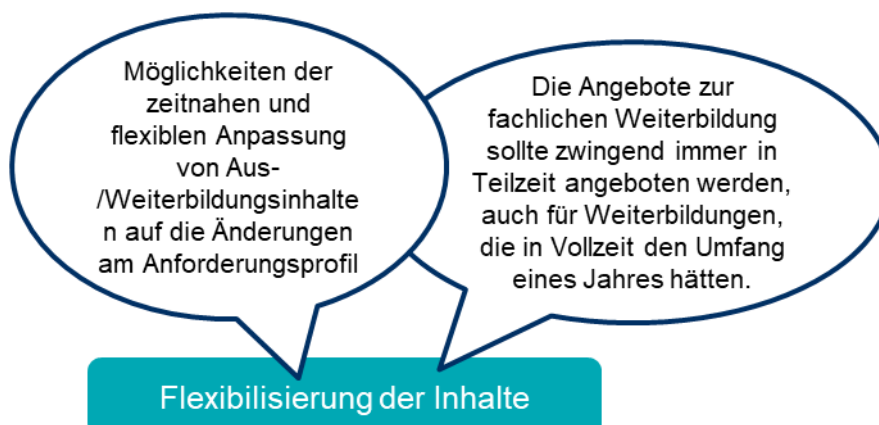 Möglichkeiten der
zeitnahen und
flexiblen Anpassung
von Aus-
/Weiterbildungsinhalte
n auf die Änderungen
am Anforderungsprofil
Die Angebote zur
fachlichen Weiterbildung
sollte zwingend immer in
Teilzeit angeboten werden,
auch für Weiterbildungen,
die in Vollzeit den Umfang
eines Jahres hätten.
Flexibilisierung der Inhalte